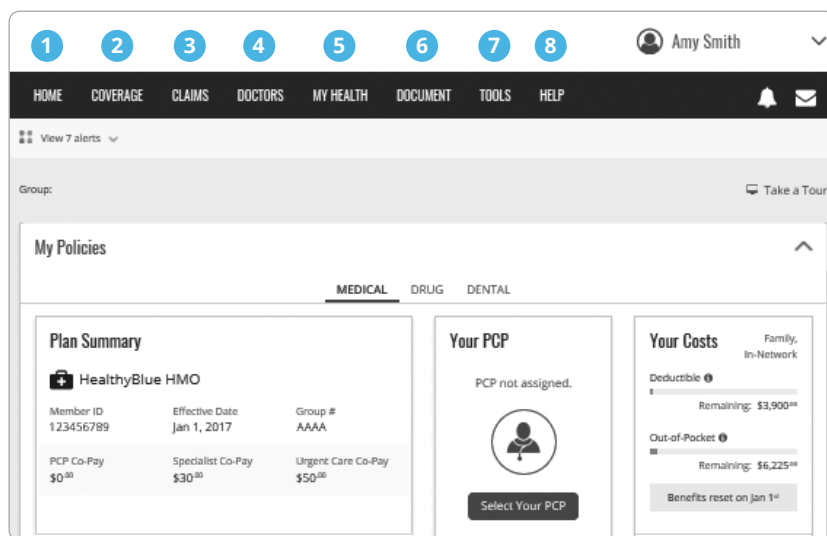 1 2 3 4 5 6 7 8
Amy Smith
HOME COVERAGE CLAIMS DOCTORS MY HEALTH DOCUMENT TOOLS HELP
View 7 alerts
Group:
Take a Tour
My Policies
MEDICAL DRUG DENTAL
Plan Summary
HealthyBlue HMO
Member ID Effective Date Group #
123456789 Jan 1, 2017 AAAA
PCP Co-Pay Specialist Co-Pay Urgent Care Co-Pay
$0.00 $30.00 $50.00
Your PCP
PCP not assigned.
Select Your PCP
Your Costs
Family,
In-Network
Deductible
Remaining: $3,900.00
Out-of-Pocket
Remaining: $6,225.00
Benefits reset on Jan 1st